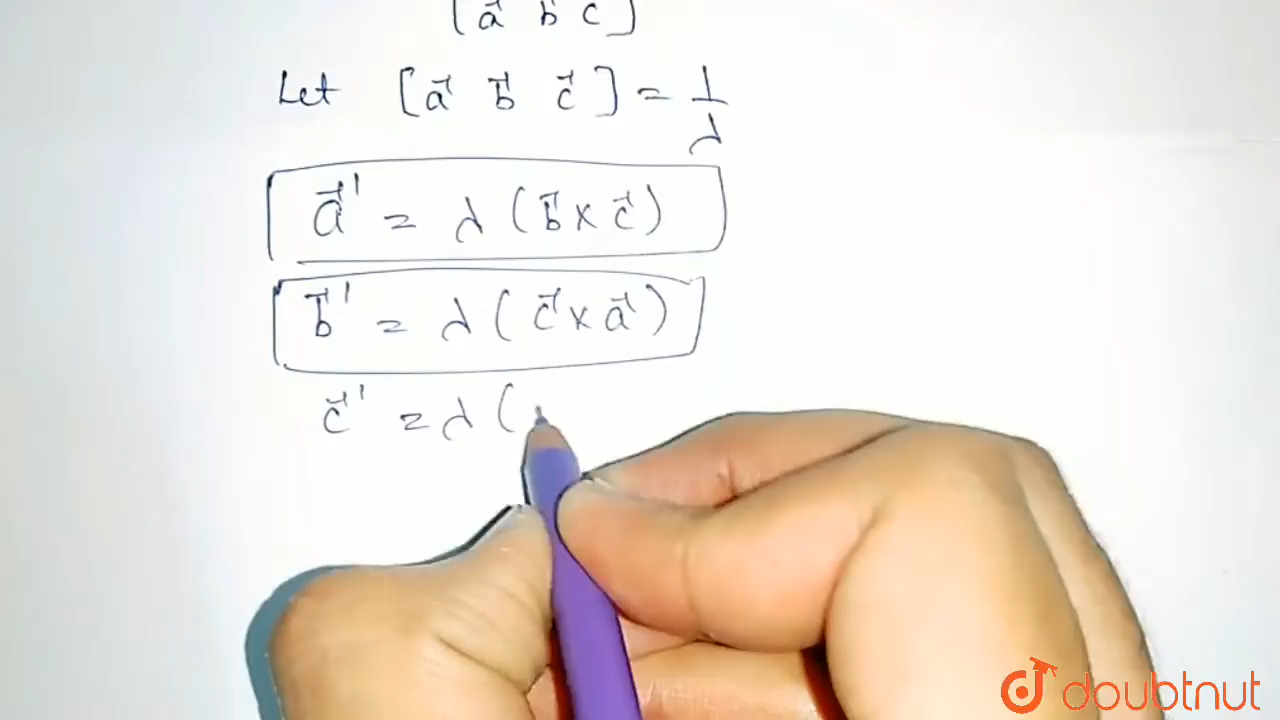 [a⃗ b⃗ c⃗]
Let [a⃗ b⃗ c⃗] = 1/λ
a⃗' = λ (b⃗ × c⃗)
b⃗' = λ (c⃗ × a⃗)
c⃗' = λ (
doubtnut